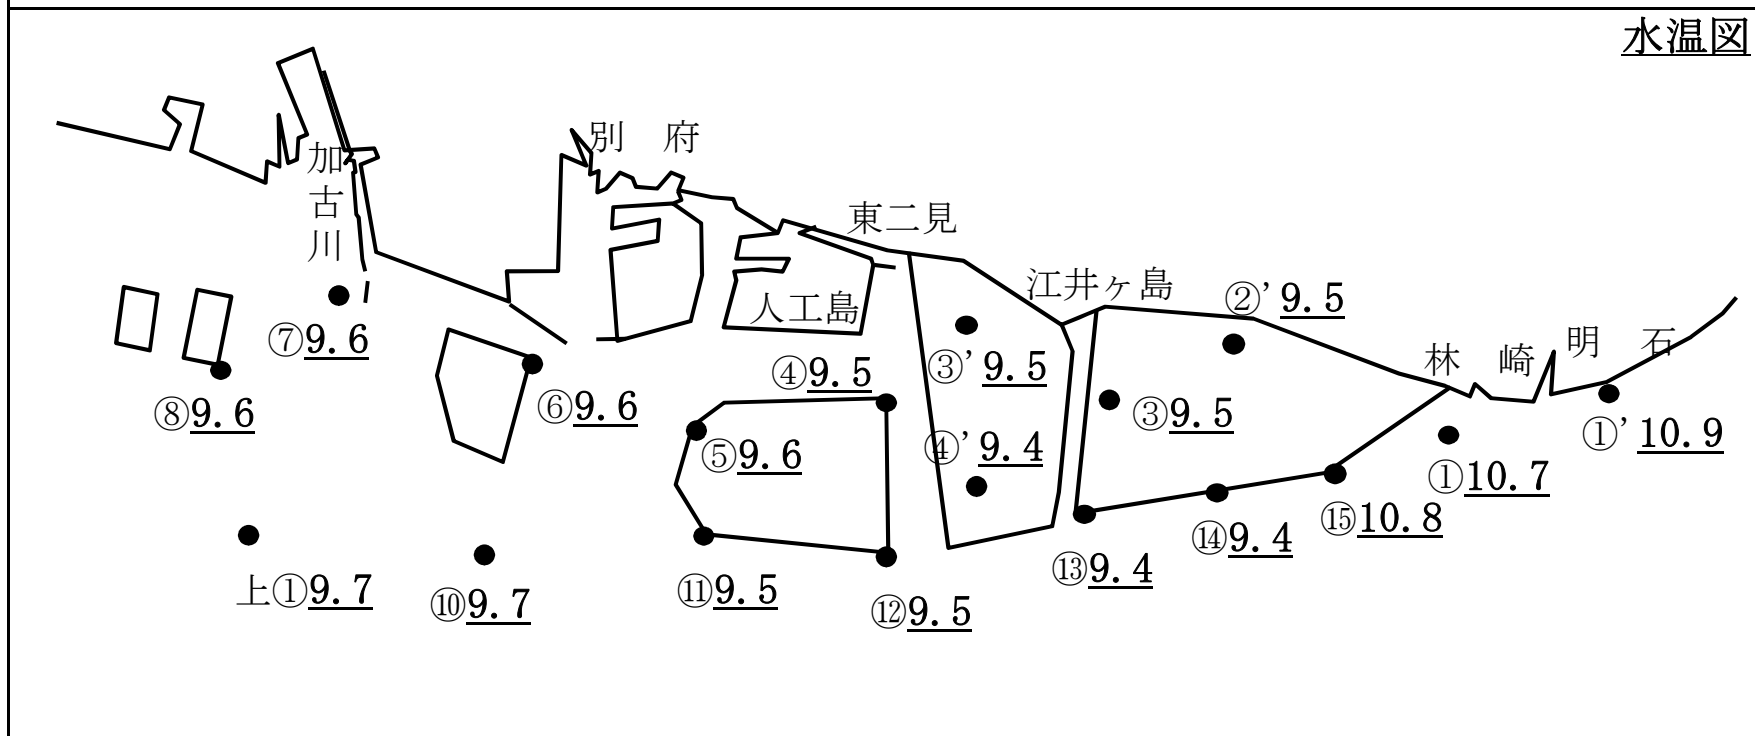 水温図
別府
加古川
東二見
江井ヶ島
②’9.5
人工島
⑦9.6
明石
林崎
③’9.5
④9.5
⑧9.6
⑥9.6
③9.5
①’10.9
⑤9.6
④’9.4
①10.7
⑮10.8
⑭9.4
⑬9.4
上①9.7
⑩9.7
⑪9.5
⑫9.5